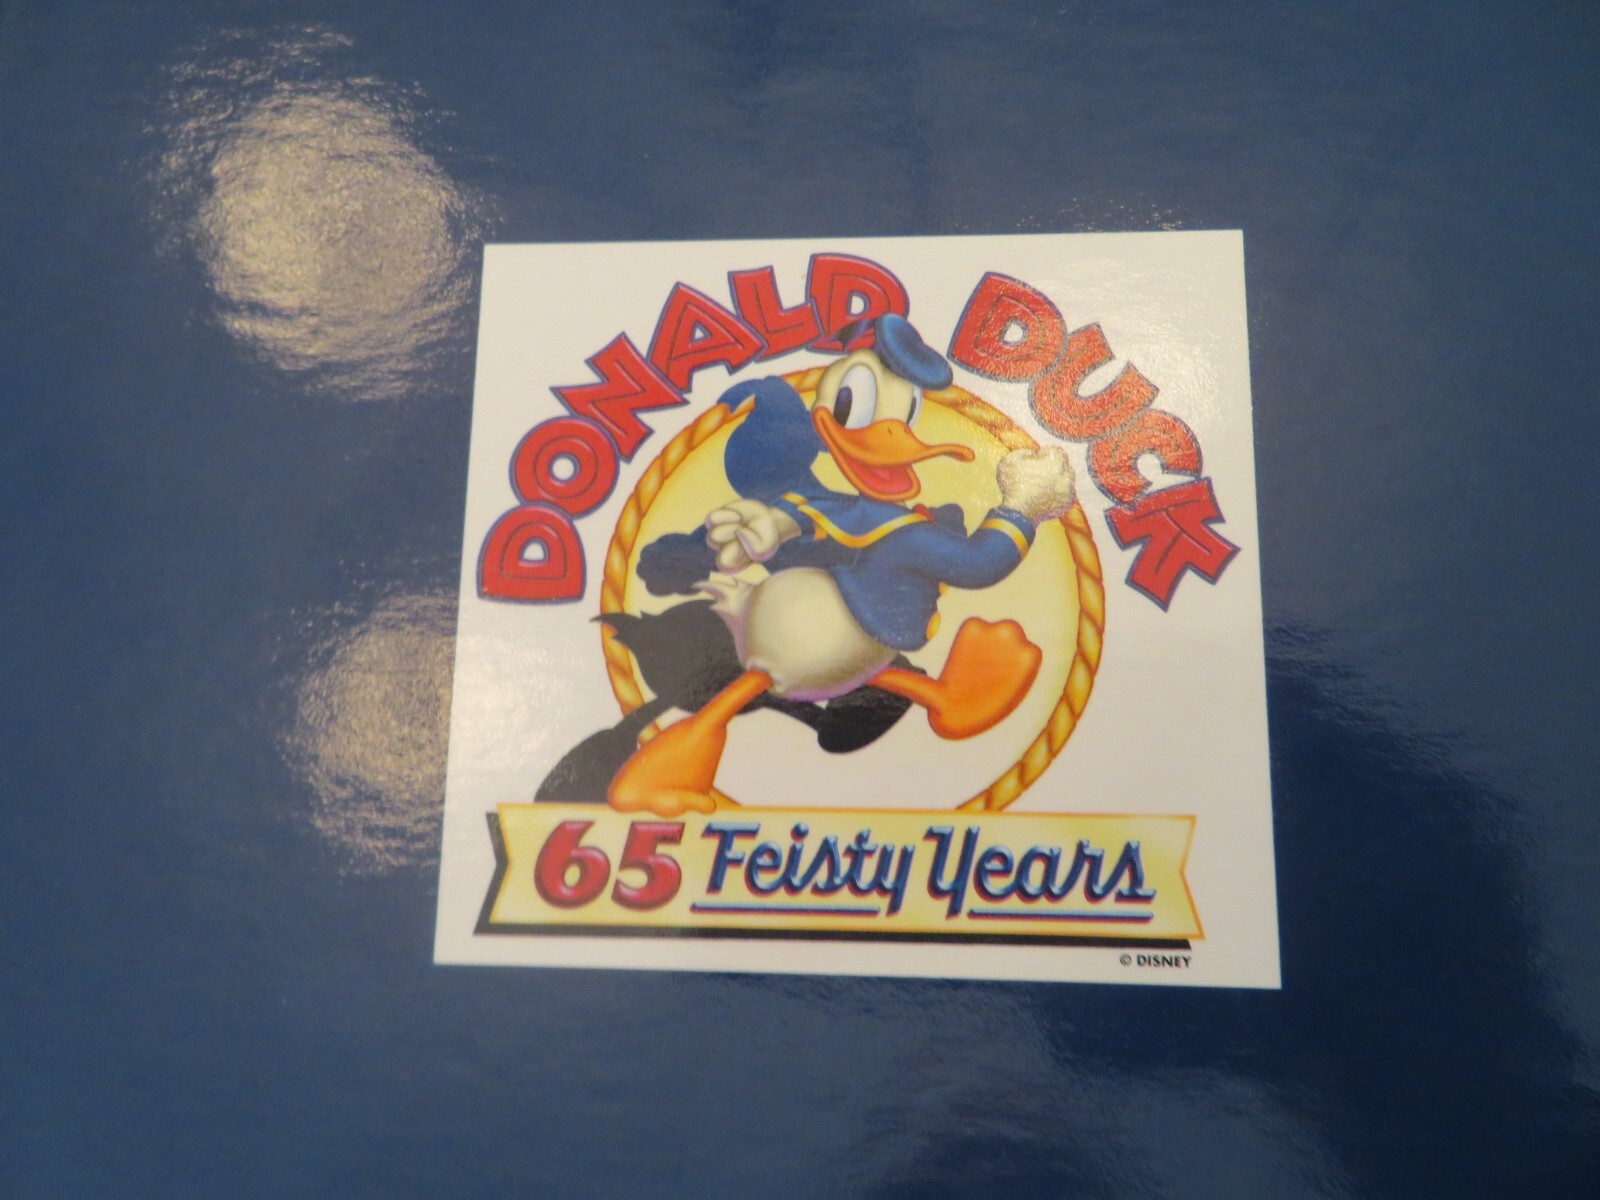 DONALD DUCK
65 Feisty Years
© DISNEY